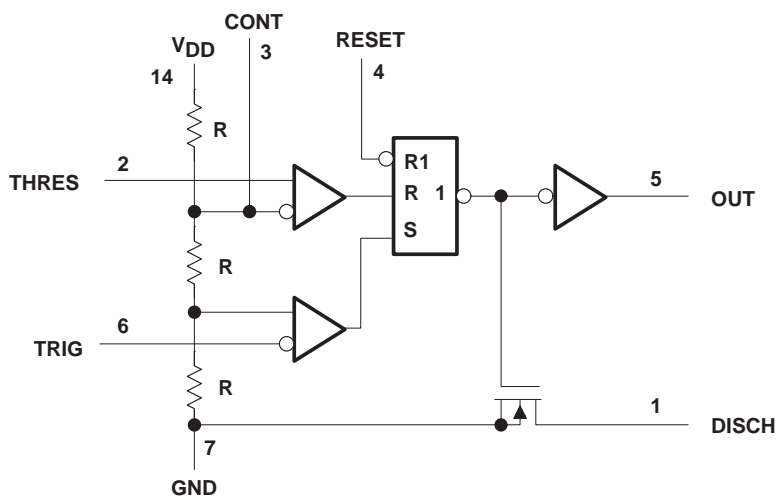 CONT
VDD
3
RESET
14
4
R
2
R1
THRES
R
1
5
OUT
S
R
6
TRIG
R
1
DISCH
7
GND